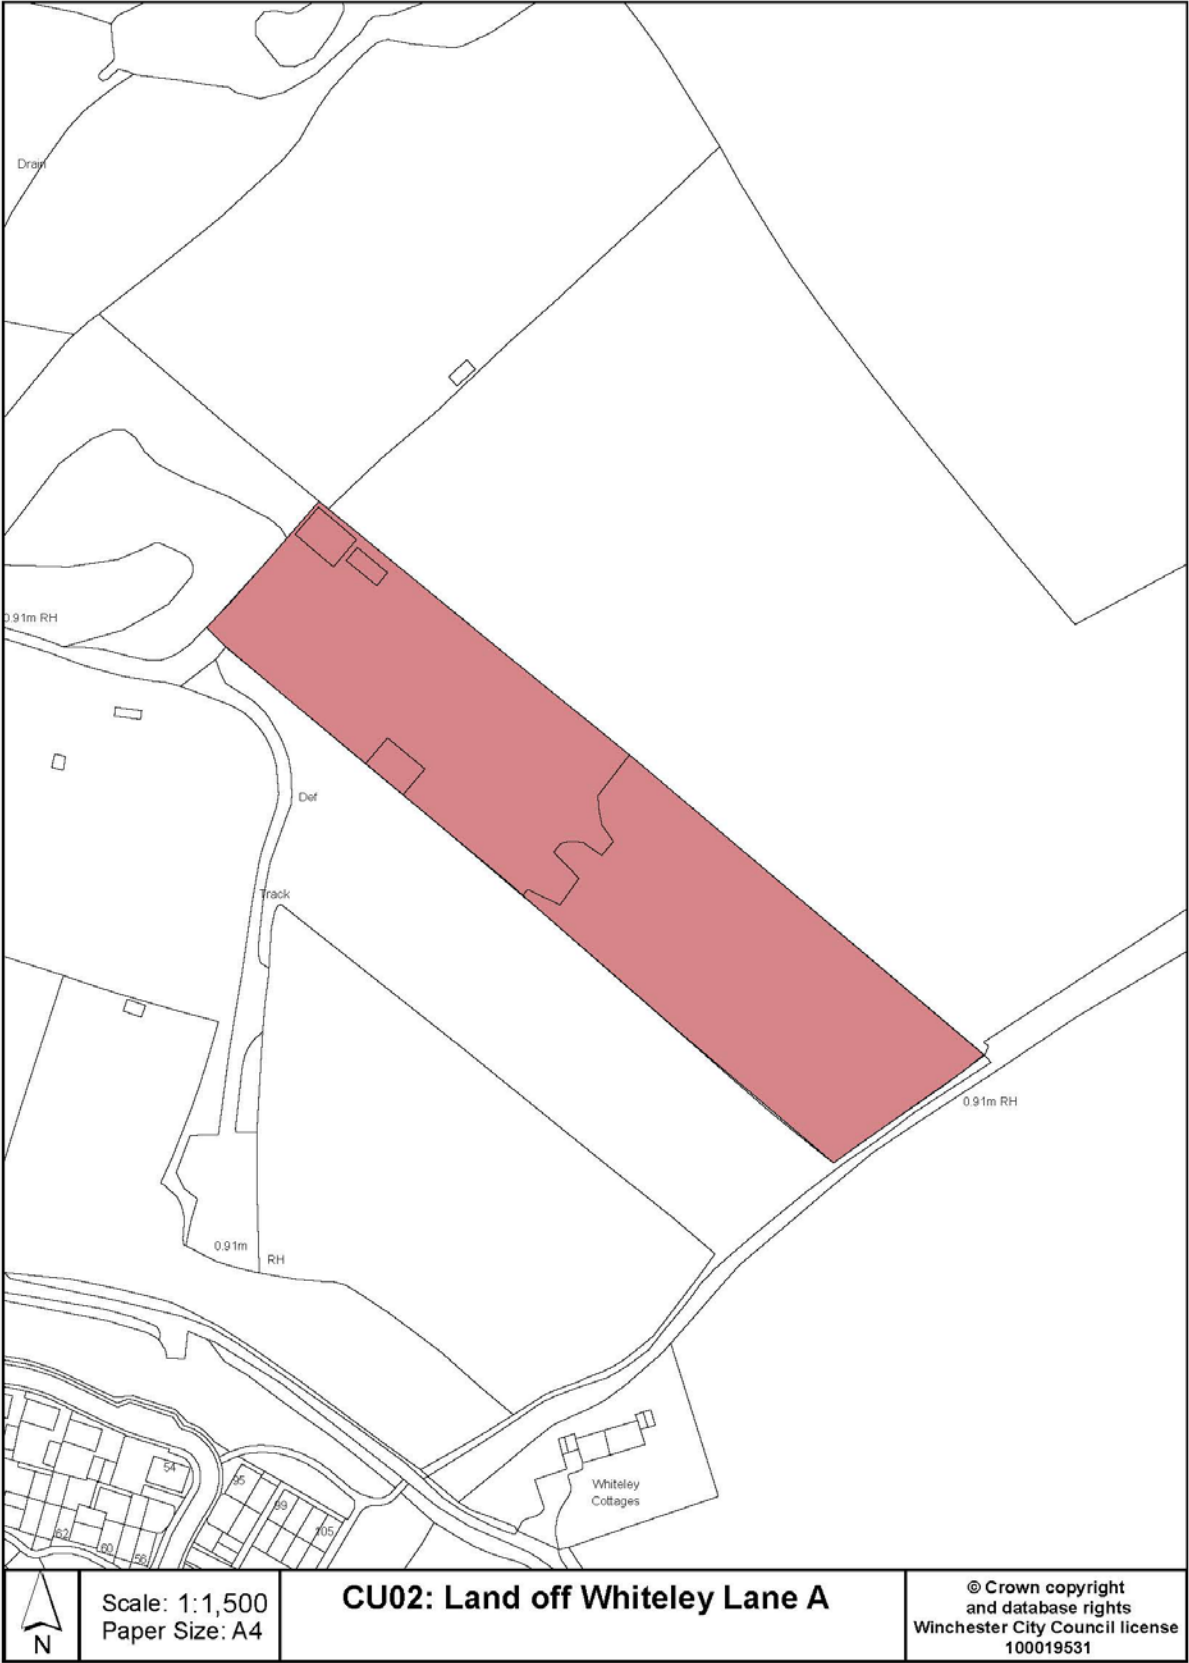 Drain
0.91m RH
Def
Track
0.91m RH
0.91m
RH
Whiteley
Cottages
54
95
99
105
62
60
56
N
Scale: 1:1,500
Paper Size: A4
CU02: Land off Whiteley Lane A
© Crown copyright
and database rights
Winchester City Council license
100019531